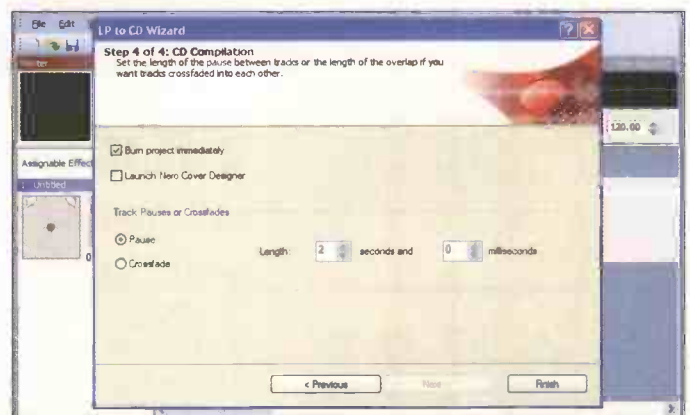 File Edit
LP to CD Wizard
Step 4 of 4: CD Compilation
Set the length of the pause between tracks or the length of the overlap if you
want tracks crossfaded into each other.
120.00
Burn project immediately
Assignable Effect
Launch Nero Cover Designer
Untitled
Track Pauses or Crossfades
Pause
Length: 2 seconds and 0 milliseconds
Crossfade
0
< Previous Next Finish